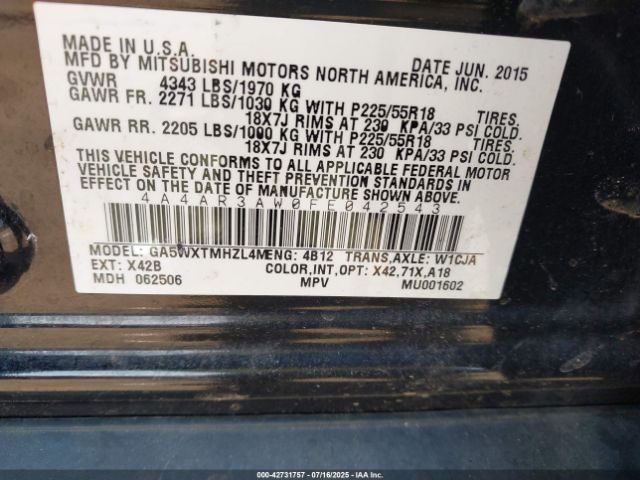 MADE IN U.S.A.
MFD BY MITSUBISHI MOTORS NORTH AMERICA, INC. DATE JUN. 2015
GVWR 4343 LBS/1970 KG
GAWR FR. 2271 LBS/1030 KG WITH P225/55R18 TIRES.
18X7J RIMS AT 230 KPA/33 PSI COLD.
GAWR RR. 2205 LBS/1000 KG WITH P225/55R18 TIRES.
18X7J RIMS AT 230 KPA/33 PSI COLD.
THIS VEHICLE CONFORMS TO ALL APPLICABLE FEDERAL MOTOR
VEHICLE SAFETY AND THEFT PREVENTION STANDARDS IN
EFFECT ON THE DATE OF MANUFACTURE SHOWN ABOVE.
4A4AR3AW0FE042543
MODEL: GA5WXTMHZL4M ENG: 4B12 TRANS,AXLE: W1CJA
EXT: X42B COLOR,INT,OPT: X42,71X,A18
MDH 062506 MPV MU001602
000-42731757 - 07/16/2025 - IAA INC.